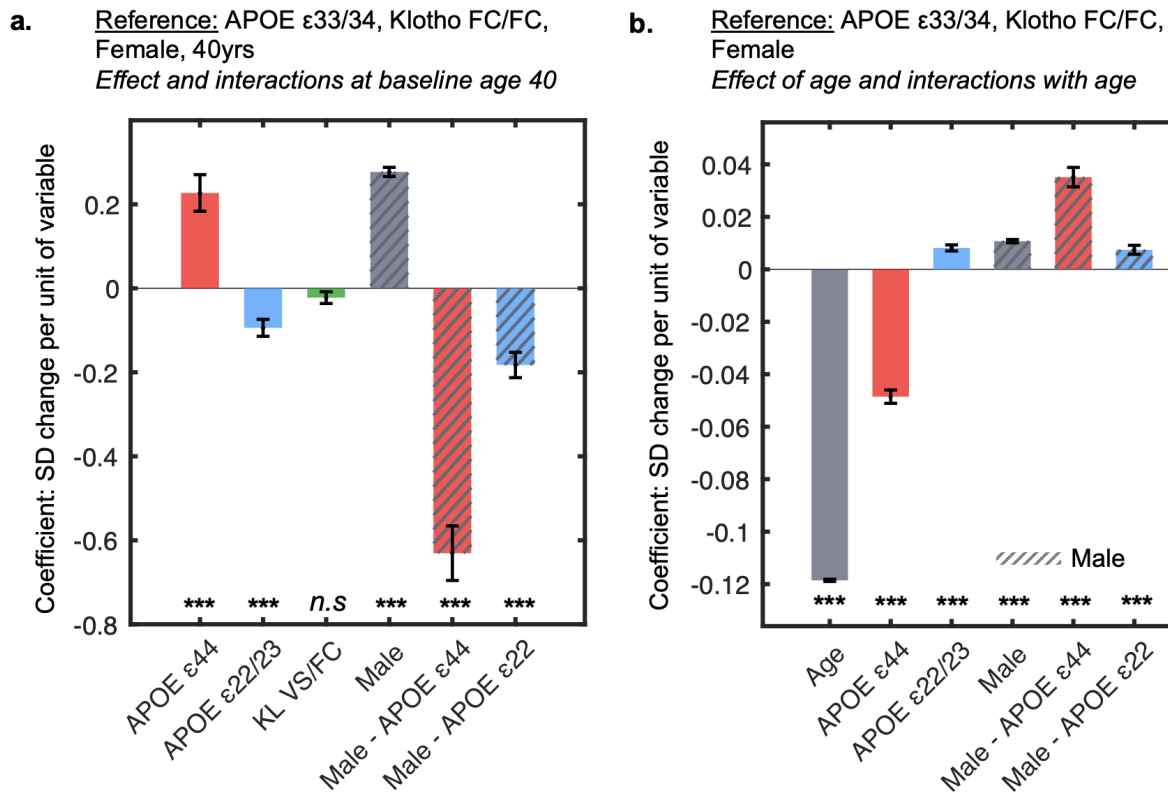 a.
Reference: APOE ε33/34, Klotho FC/FC,
Female, 40yrs
Effect and interactions at baseline age 40
Coefficient: SD change per unit of variable
0.2
0
-0.2
-0.4
-0.6
-0.8
*** *** n.s *** *** ***
APOE ε44
APOE ε22/23
KL VS/FC
Male
Male - APOE ε44
Male - APOE ε22
b.
Reference: APOE ε33/34, Klotho FC/FC,
Female
Effect of age and interactions with age
Coefficient: SD change per unit of variable
0.04
0.02
0
-0.02
-0.04
-0.06
-0.08
-0.1
-0.12
Male
*** *** *** *** *** ***
Age
APOE ε44
APOE ε22/23
Male
Male - APOE ε44
Male - APOE ε22